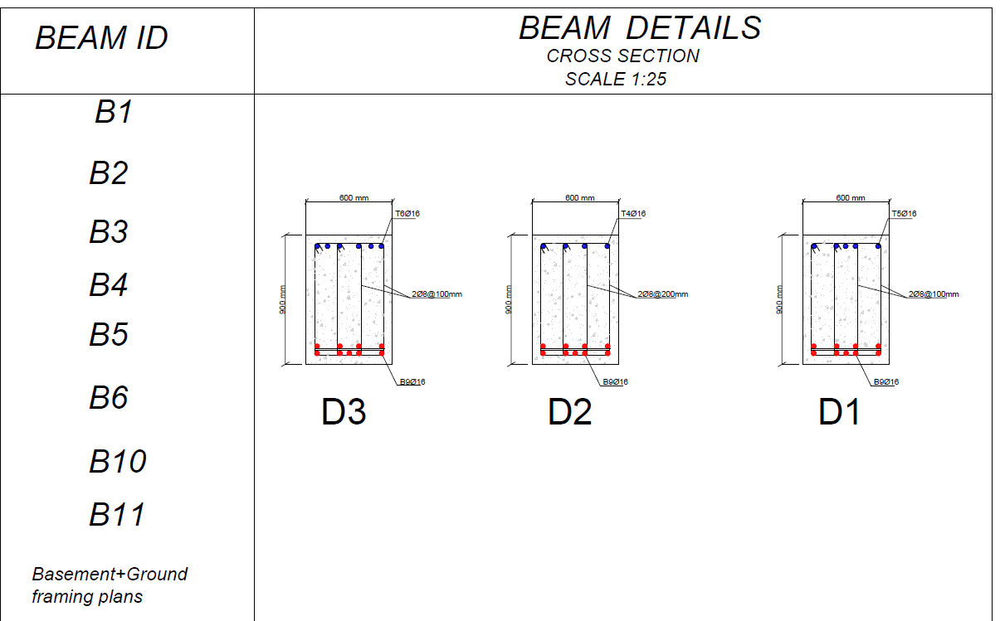 BEAM ID
BEAM DETAILS
CROSS SECTION
SCALE 1:25
B1
B2
B3
B4
B5
B6
B10
B11
Basement+Ground
framing plans
600 mm
T6Ø16
900 mm
2Ø8@100mm
B9Ø16
D3
600 mm
T4Ø16
900 mm
2Ø8@200mm
B9Ø16
D2
600 mm
T5Ø16
900 mm
2Ø8@100mm
B9Ø16
D1